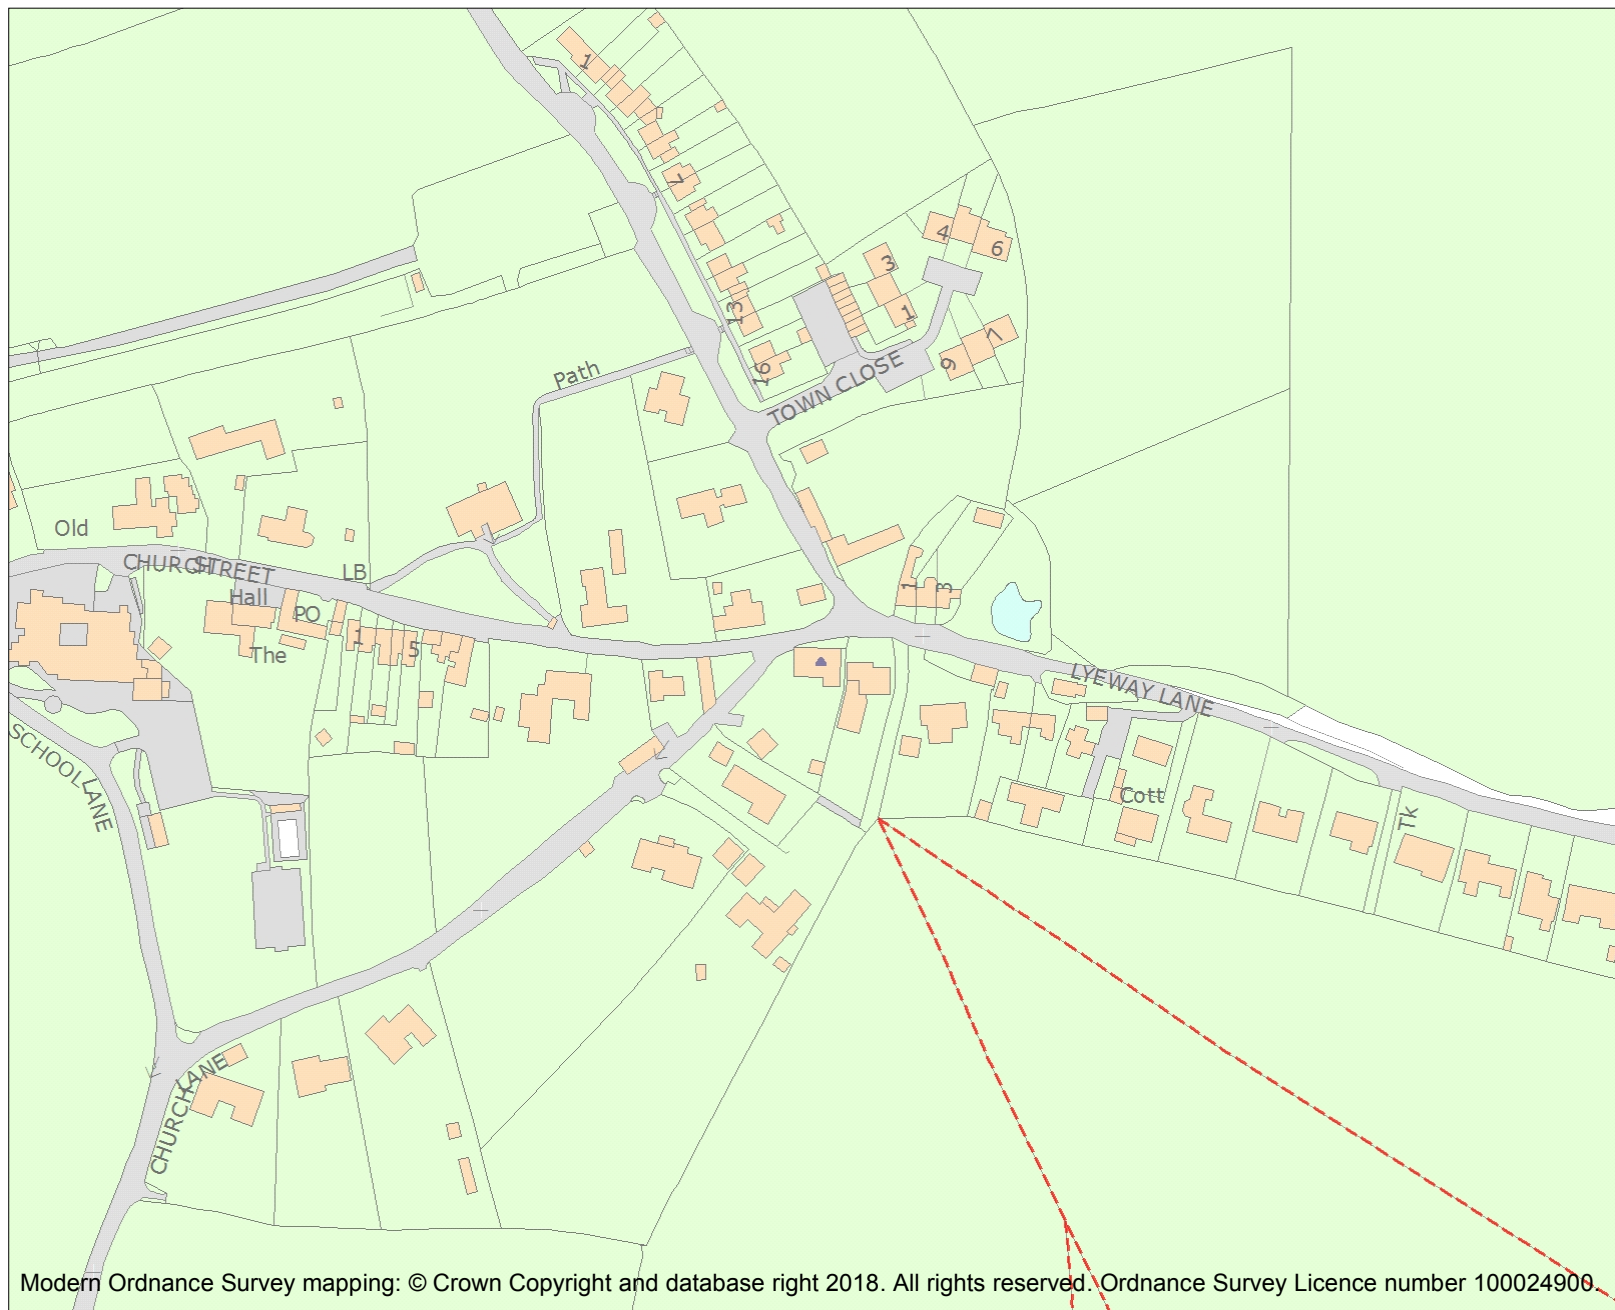 1
7
4
6
3
1
13
7
9
16
Path
TOWN CLOSE
Old
CHURCH STREET
LB
Hall
PO
1
3
1
5
The
LYEWAY LANE
SCHOOL LANE
Cott
Tk
CHURCH LANE
Modern Ordnance Survey mapping: © Crown Copyright and database right 2018. All rights reserved. Ordnance Survey Licence number 100024900.